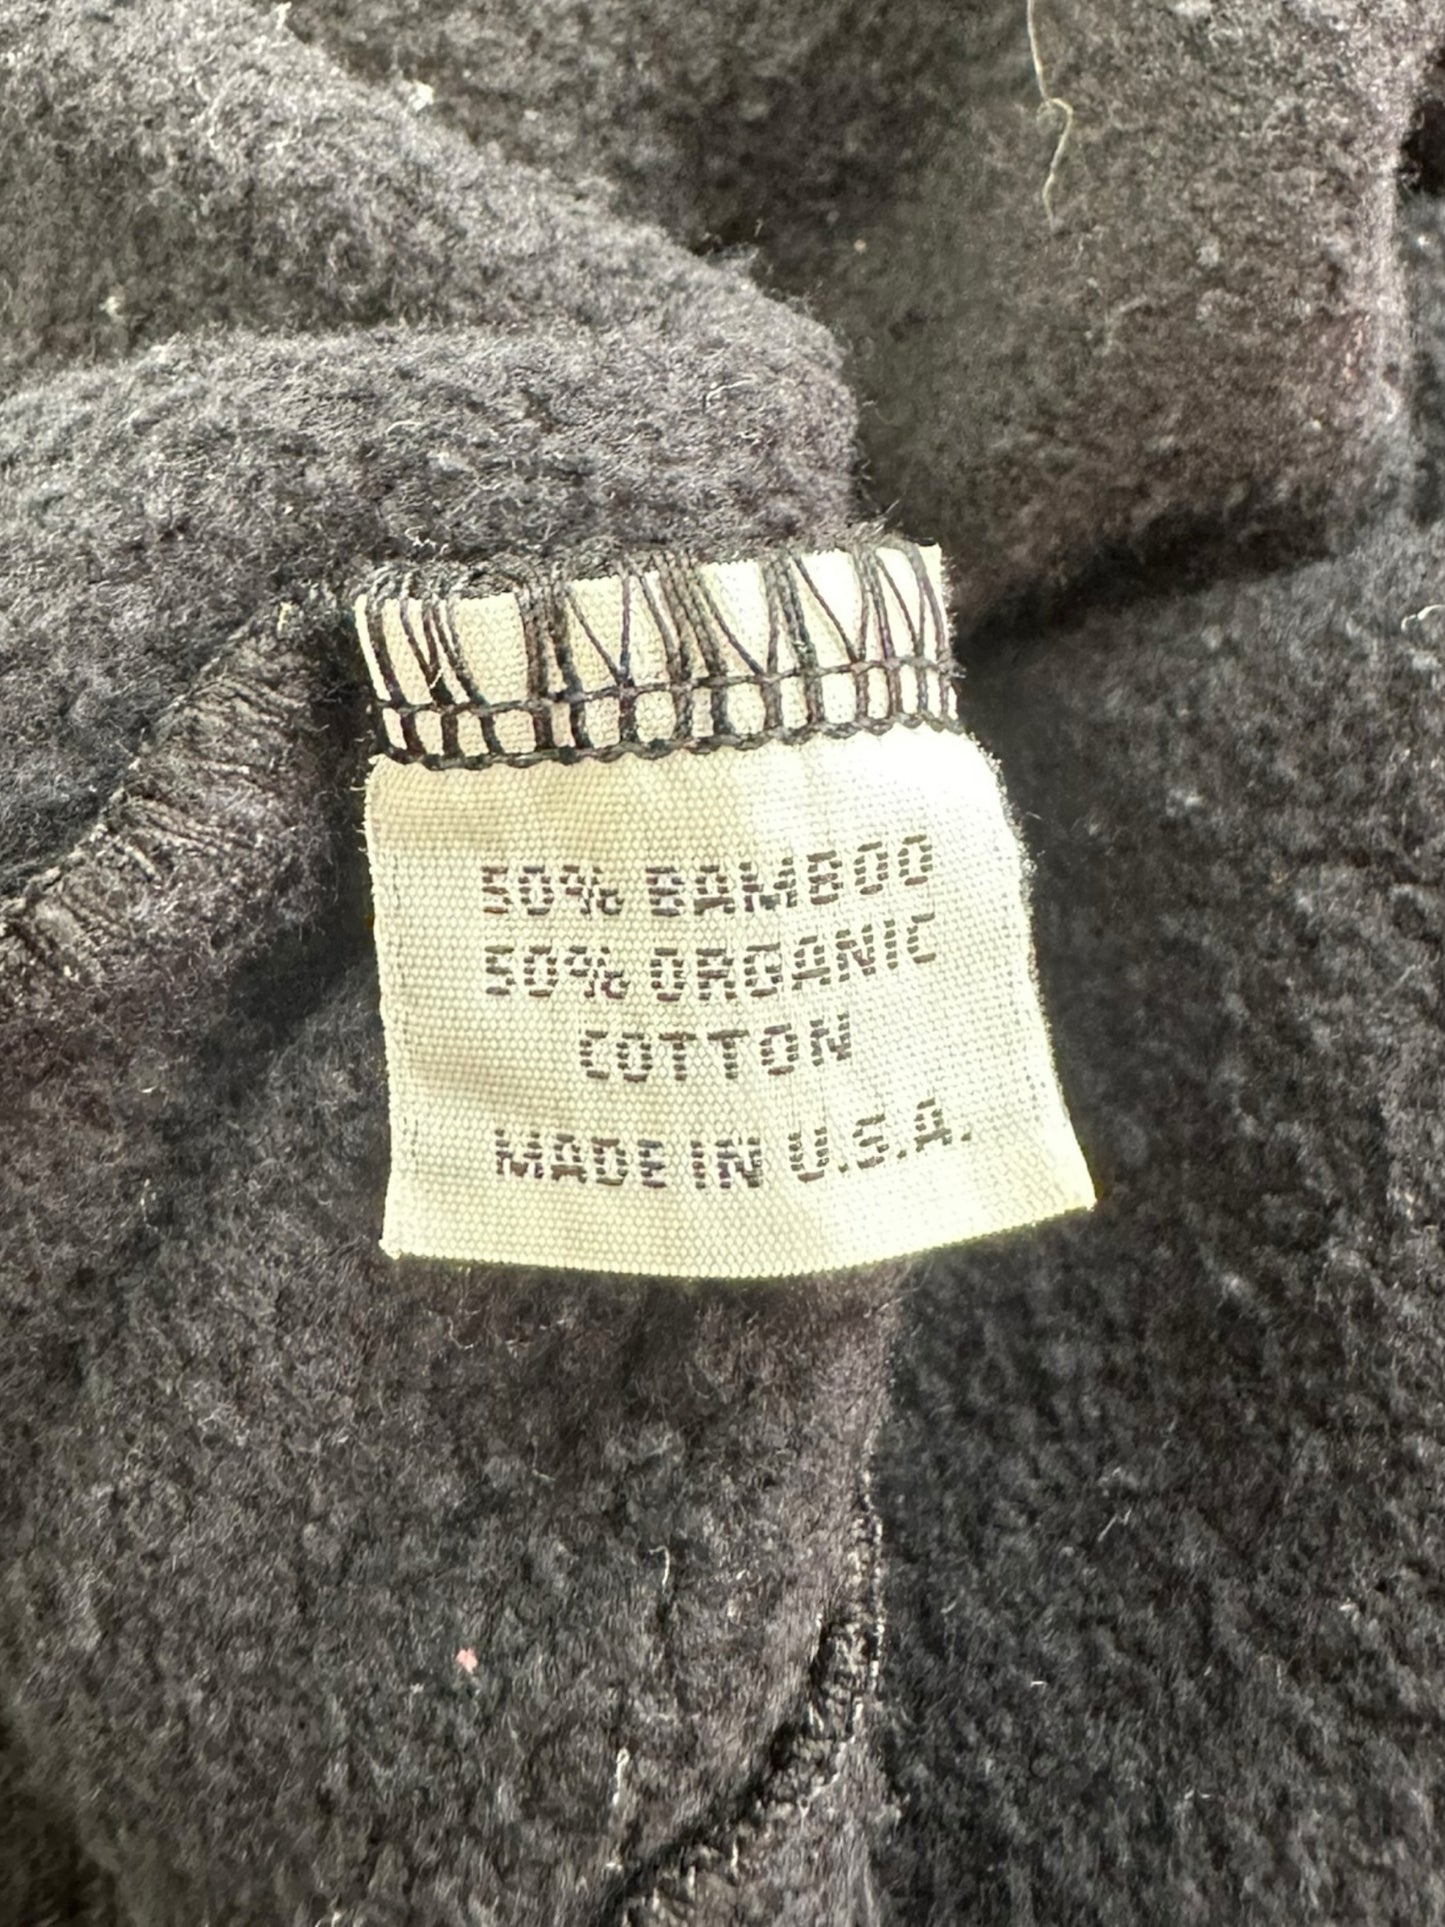 50% BAMBOO
50% ORGANIC
COTTON
MADE IN U.S.A.